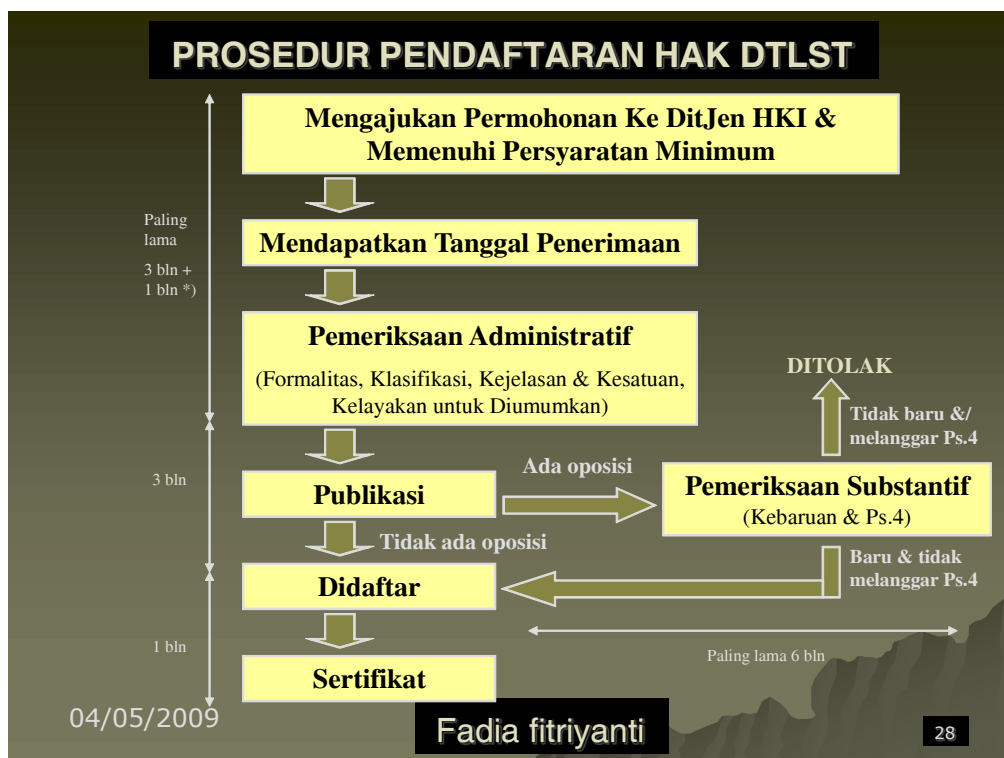 PROSEDUR PENDAFTARAN HAK DTLST
Mengajukan Permohonan Ke DitJen HKI &
Memenuhi Persyaratan Minimum
Paling
lama
3 bln +
1 bln *)
Mendapatkan Tanggal Penerimaan
Pemeriksaan Administratif
(Formalitas, Klasifikasi, Kejelasan & Kesatuan,
Kelayakan untuk Diumumkan)
DITOLAK
Tidak baru &/
melanggar Ps.4
3 bln
Publikasi
Ada oposisi
Pemeriksaan Substantif
(Kebaruan & Ps.4)
Tidak ada oposisi
Baru & tidak
melanggar Ps.4
Didaftar
1 bln
Paling lama 6 bln
Sertifikat
04/05/2009
Fadia fitriyanti
28